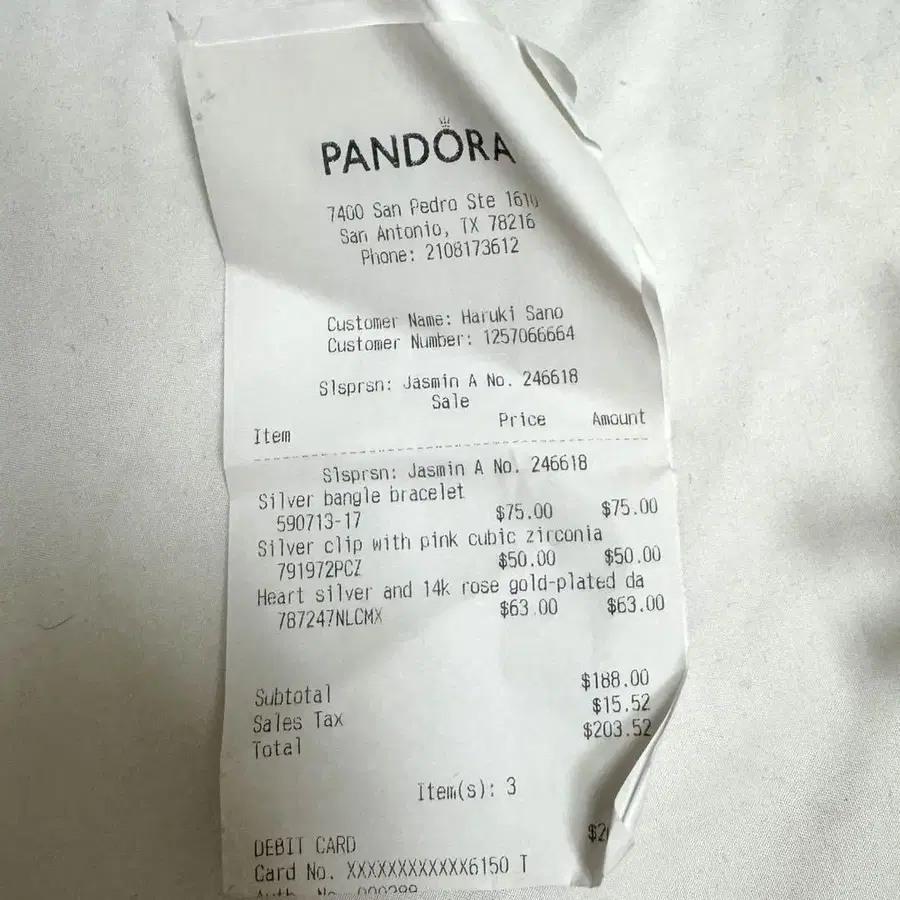 PANDORA
7400 San Pedro Ste 1610
San Antonio, TX 78216
Phone: 2108173612
Customer Name: Haruki Sano
Customer Number: 1257066664
Slsprsn: Jasmin A No. 246618
Sale
Item Price Amount
Slsprsn: Jasmin A No. 246618
Silver bangle bracelet
590713-17 $75.00 $75.00
Silver clip with pink cubic zirconia
791972PCZ $50.00 $50.00
Heart silver and 14k rose gold-plated da
787247NLCMX $63.00 $63.00
Subtotal $188.00
Sales Tax $15.52
Total $203.52
Item(s): 3
DEBIT CARD
Card No. XXXXXXXXXXXX6150 T